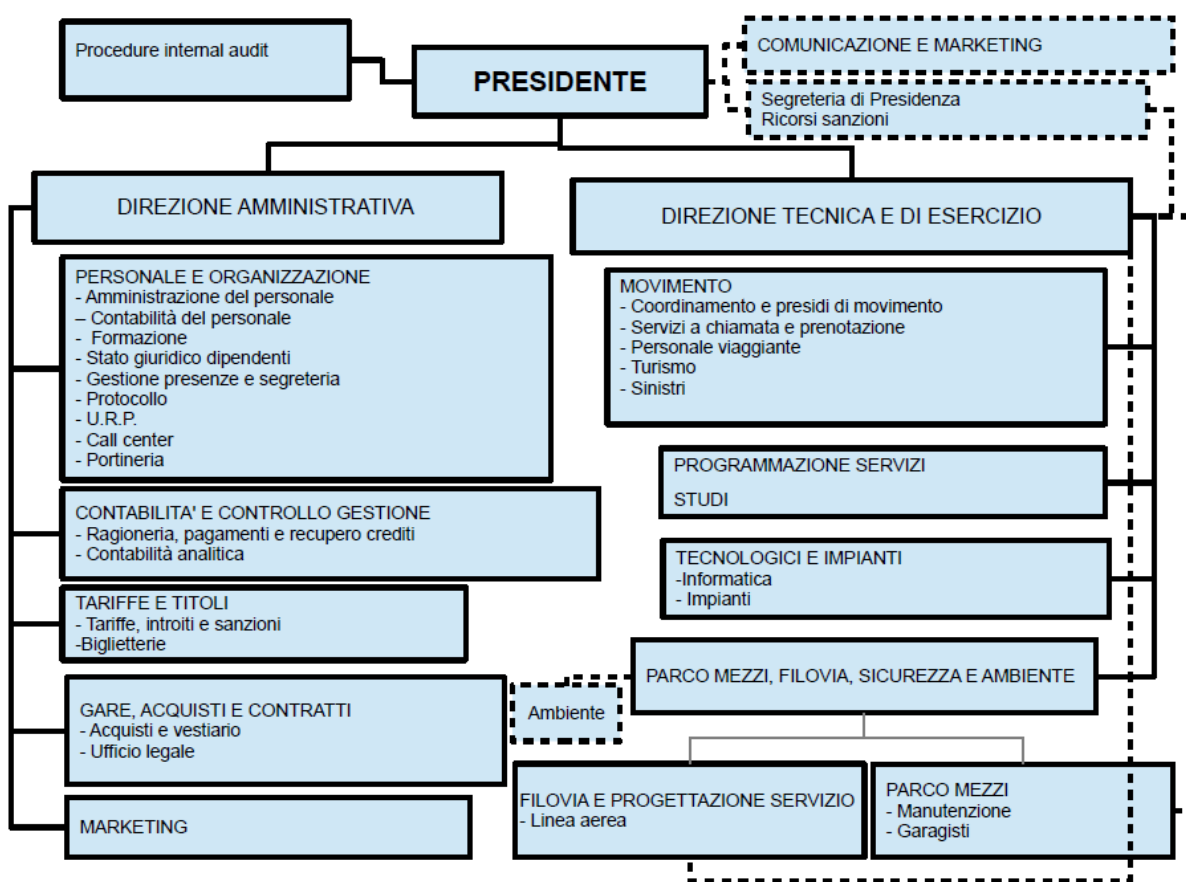 Procedure internal audit
PRESIDENTE
COMUNICAZIONE E MARKETING
Segreteria di Presidenza
Ricorsi sanzioni
DIREZIONE AMMINISTRATIVA
PERSONALE E ORGANIZZAZIONE
- Amministrazione del personale
– Contabilità del personale
- Formazione
- Stato giuridico dipendenti
- Gestione presenze e segreteria
- Protocollo
- U.R.P.
- Call center
- Portineria
CONTABILITA' E CONTROLLO GESTIONE
- Ragioneria, pagamenti e recupero crediti
- Contabilità analitica
TARIFFE E TITOLI
- Tariffe, introiti e sanzioni
-Biglietterie
GARE, ACQUISTI E CONTRATTI
- Acquisti e vestiario
- Ufficio legale
MARKETING
DIREZIONE TECNICA E DI ESERCIZIO
MOVIMENTO
- Coordinamento e presidi di movimento
- Servizi a chiamata e prenotazione
- Personale viaggiante
- Turismo
- Sinistri
PROGRAMMAZIONE SERVIZI
STUDI
TECNOLOGICI E IMPIANTI
-Informatica
- Impianti
PARCO MEZZI, FILOVIA, SICUREZZA E AMBIENTE
Ambiente
FILOVIA E PROGETTAZIONE SERVIZIO
- Linea aerea
PARCO MEZZI
- Manutenzione
- Garagisti